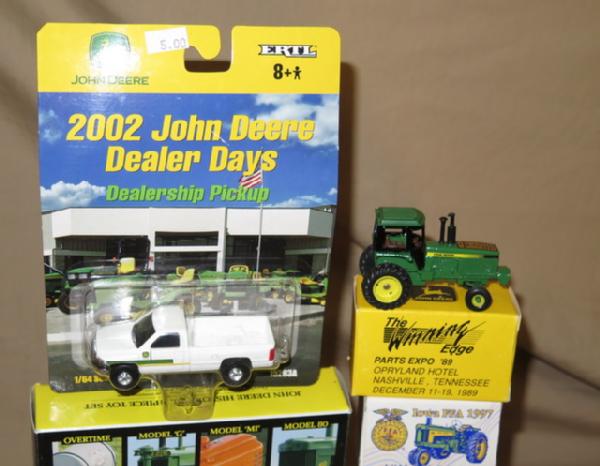 JOHN DEERE
5.00
ERTL
8+
2002 John Deere
Dealer Days
Dealership Pickup
1/64
JOHN DEERE
OVERTIME
MODEL "G"
MODEL "MI"
MODEL 80
The
Winning
Edge
PARTS EXPO '89
OPRYLAND HOTEL
NASHVILLE, TENNESSEE
DECEMBER 11-19, 1989
Iowa FFA 1997